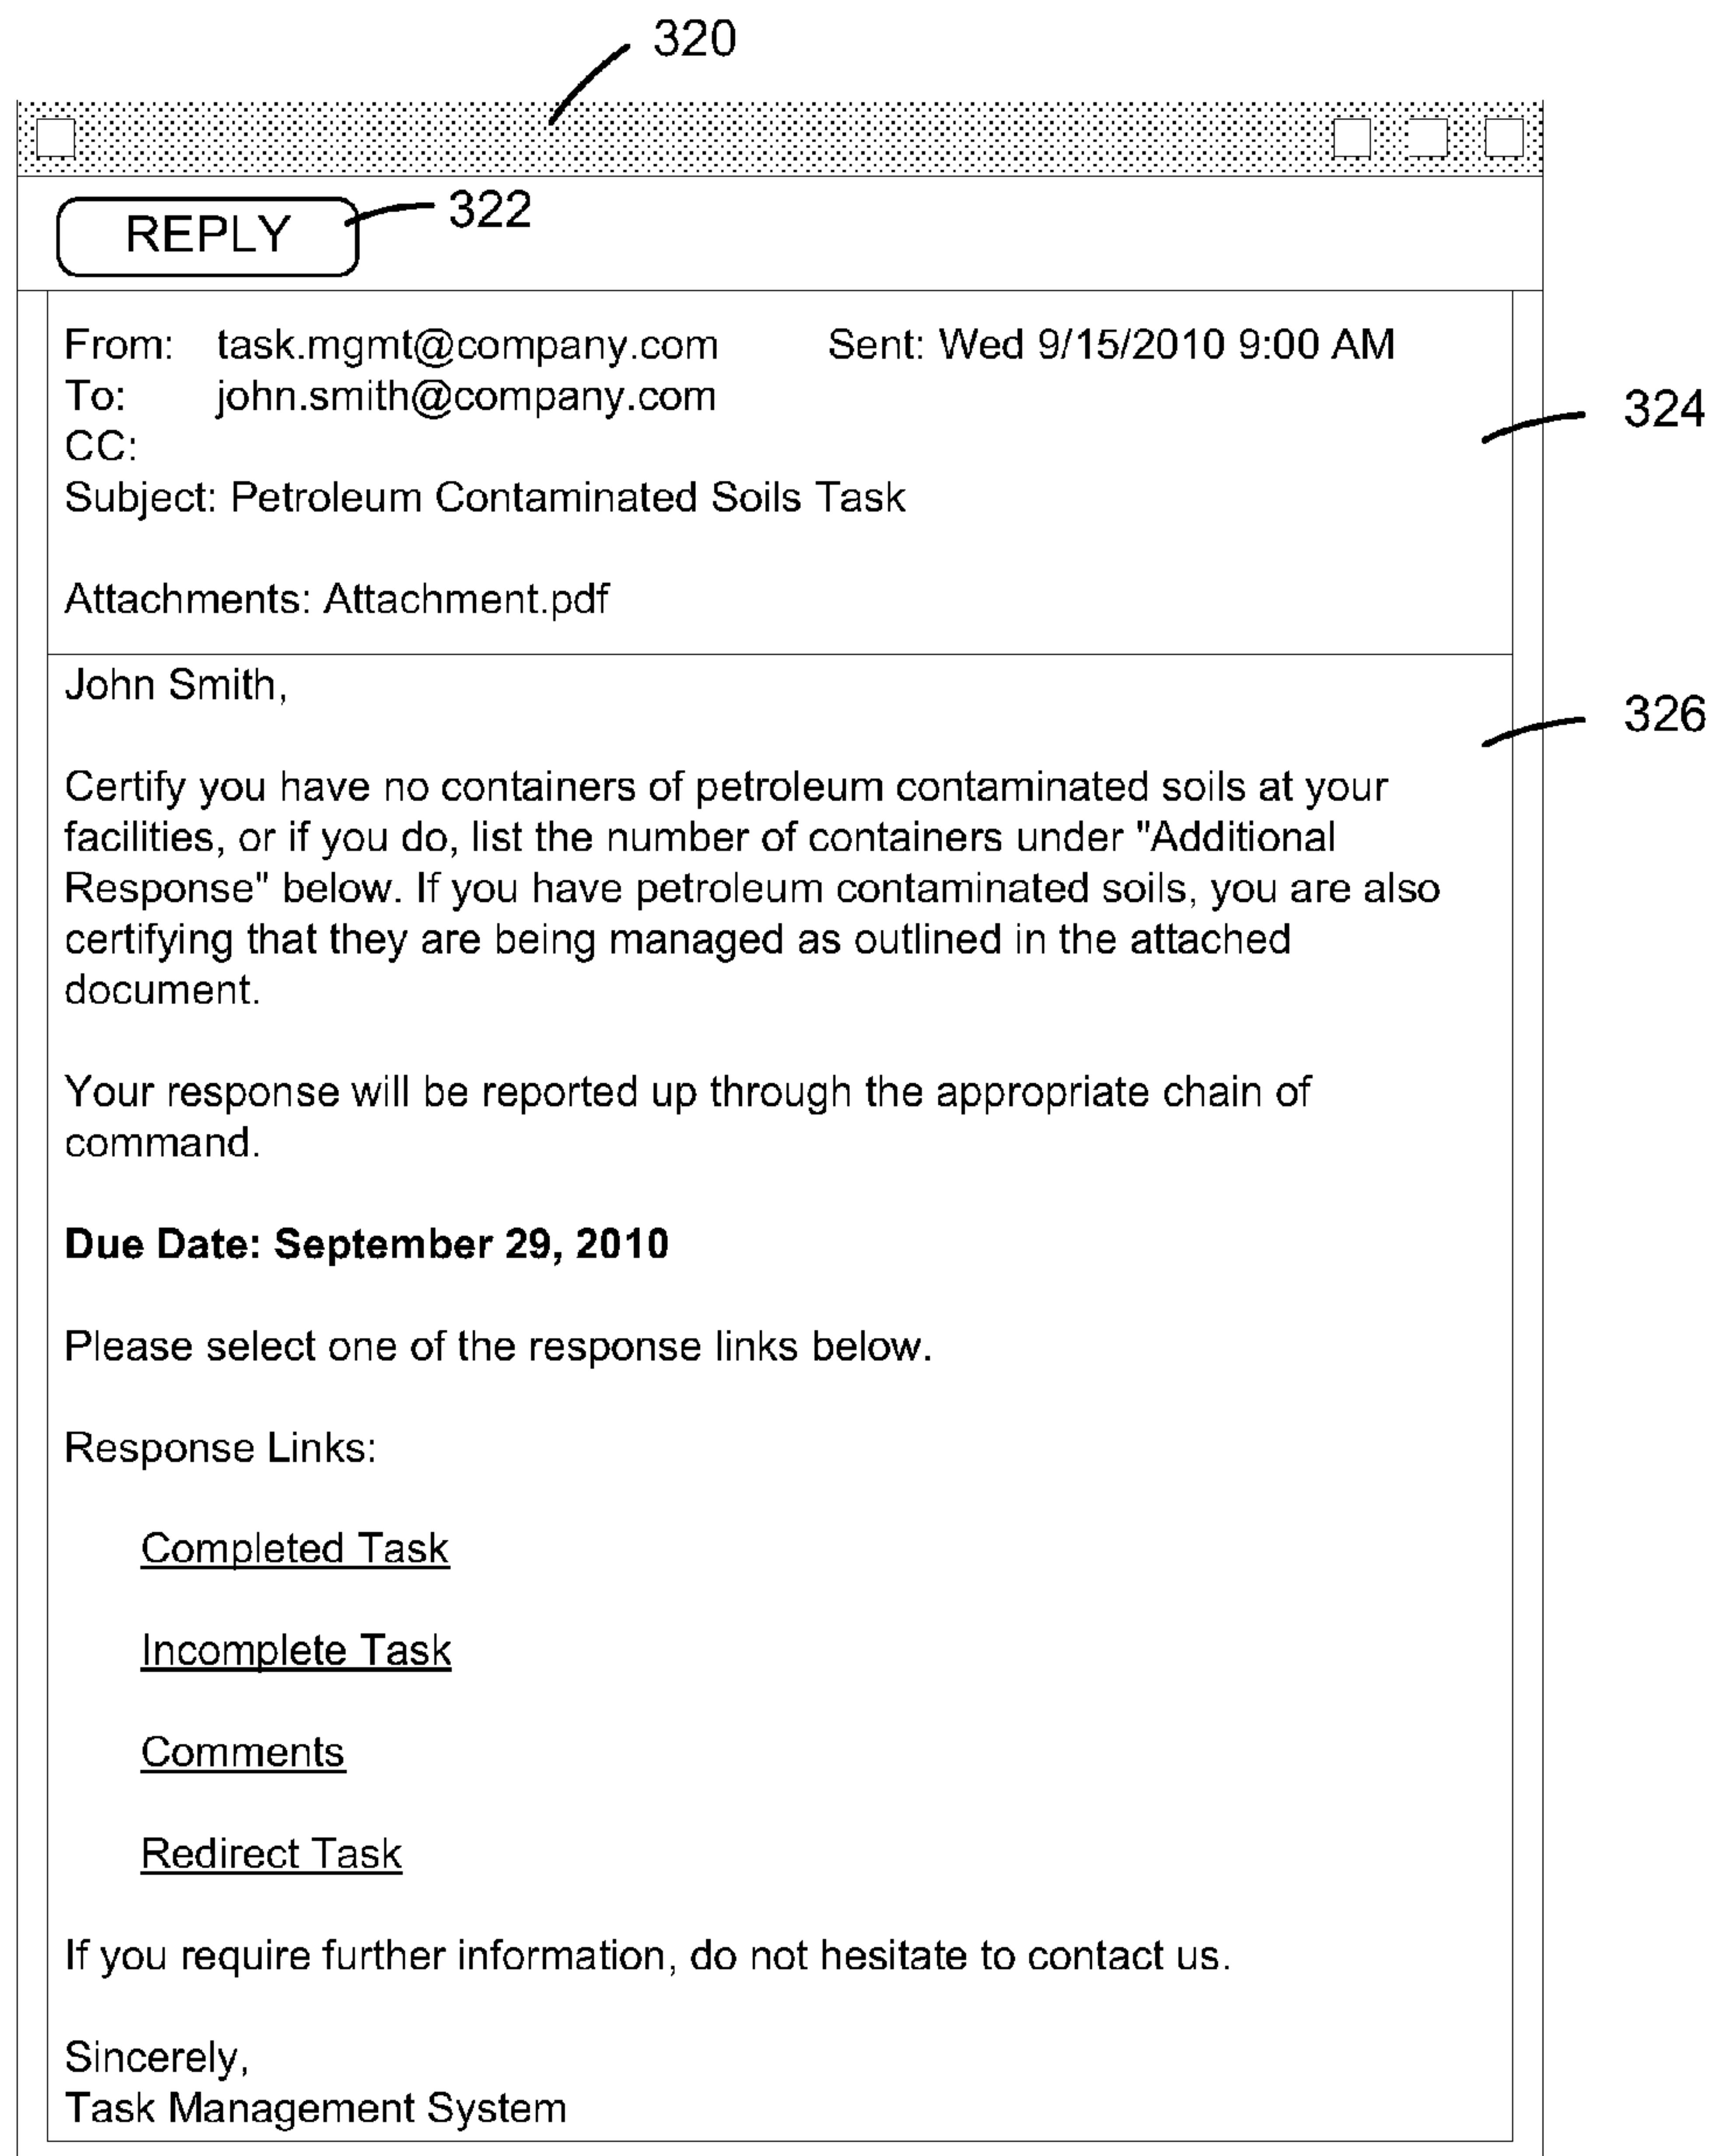 320
REPLY
322
From: task.mgmt@company.com Sent: Wed 9/15/2010 9:00 AM
To: john.smith@company.com
324
CC:
Subject: Petroleum Contaminated Soils Task
Attachments: Attachment.pdf
John Smith,
326
Certify you have no containers of petroleum contaminated soils at your
facilities, or if you do, list the number of containers under "Additional
Response" below. If you have petroleum contaminated soils, you are also
certifying that they are being managed as outlined in the attached
document.
Your response will be reported up through the appropriate chain of
command.
Due Date: September 29, 2010
Please select one of the response links below.
Response Links:
Completed Task
Incomplete Task
Comments
Redirect Task
If you require further information, do not hesitate to contact us.
Sincerely,
Task Management System